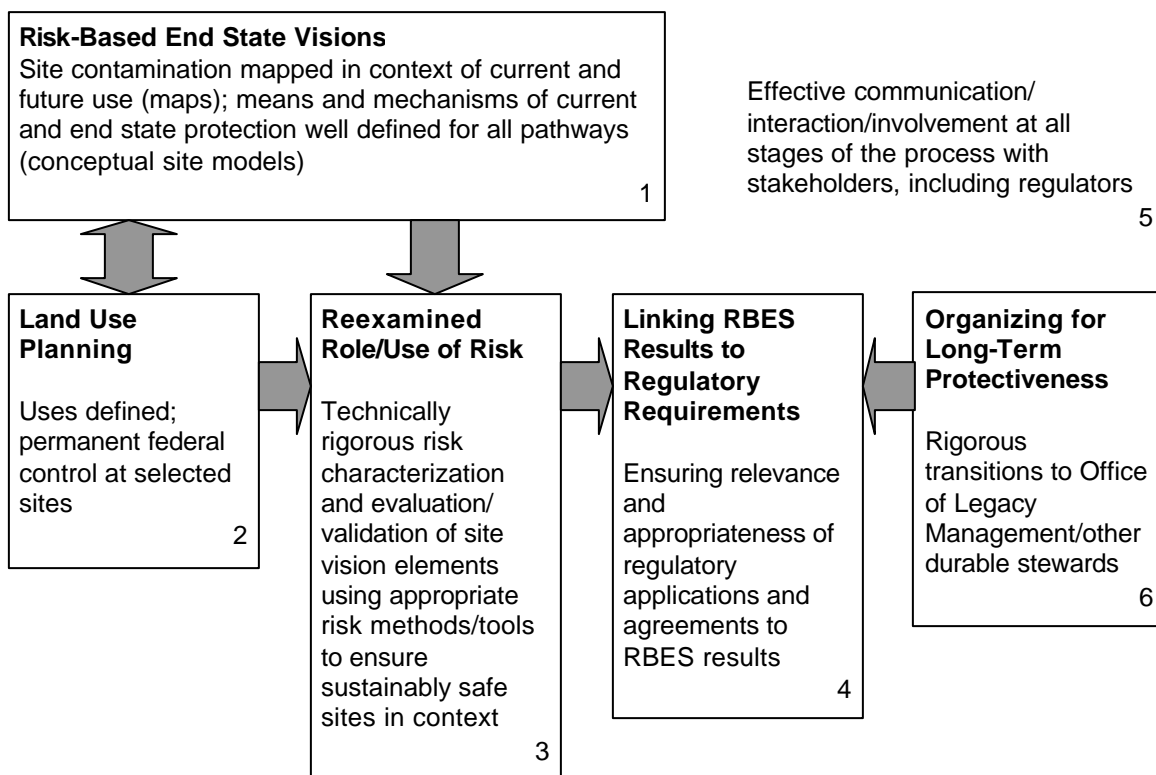 Risk-Based End State Visions
Site contamination mapped in context of current and
future use (maps); means and mechanisms of current
and end state protection well defined for all pathways
(conceptual site models)
1
Effective communication/
interaction/involvement at all
stages of the process with
stakeholders, including regulators
5
Land Use
Planning
Uses defined;
permanent federal
control at selected
sites
2
Reexamined
Role/Use of Risk
Technically
rigorous risk
characterization
and evaluation/
validation of site
vision elements
using appropriate
risk methods/tools
to ensure
sustainably safe
sites in context
3
Linking RBES
Results to
Regulatory
Requirements
Ensuring relevance
and
appropriateness of
regulatory
applications and
agreements to
RBES results
4
Organizing for
Long-Term
Protectiveness
Rigorous
transitions to Office
of Legacy
Management/other
durable stewards
6